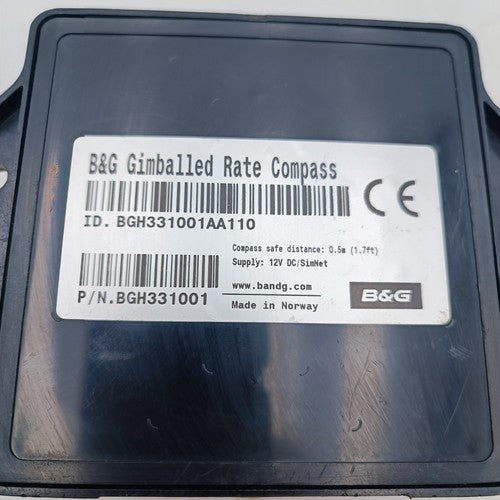 B&G Gimballed Rate Compass
CE
ID. BGH331001AA110
Compass safe distance: 0.5m (1.7ft)
Supply: 12V DC/SimNet
www.bandg.com
B&G
P/N.BGH331001
Made in Norway